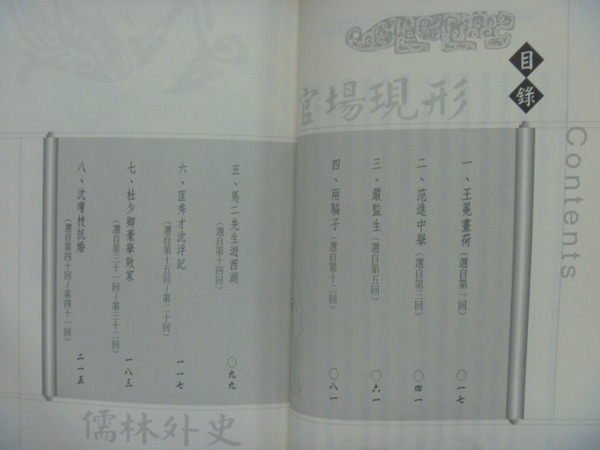 目錄
Contents
官場現形
一、王冕畫荷(選自第一回)
〇一七
二、范進中舉(選自第三回)
〇四一
三、嚴監生(選自第五回)
〇六一
四、兩騙子(選自第十二回)
〇八一
五、馬二先生遊西湖
(選自第十四回)
〇九九
六、匡秀才沈浮記
(選自第十五回~第二十回)
一一七
七、杜少卿豪舉敗家
(選自第三十一回~第三十二回)
一八三
八、沈瓊枝抗婚
(選自第四十回~第四十一回)
二一五
儒林外史